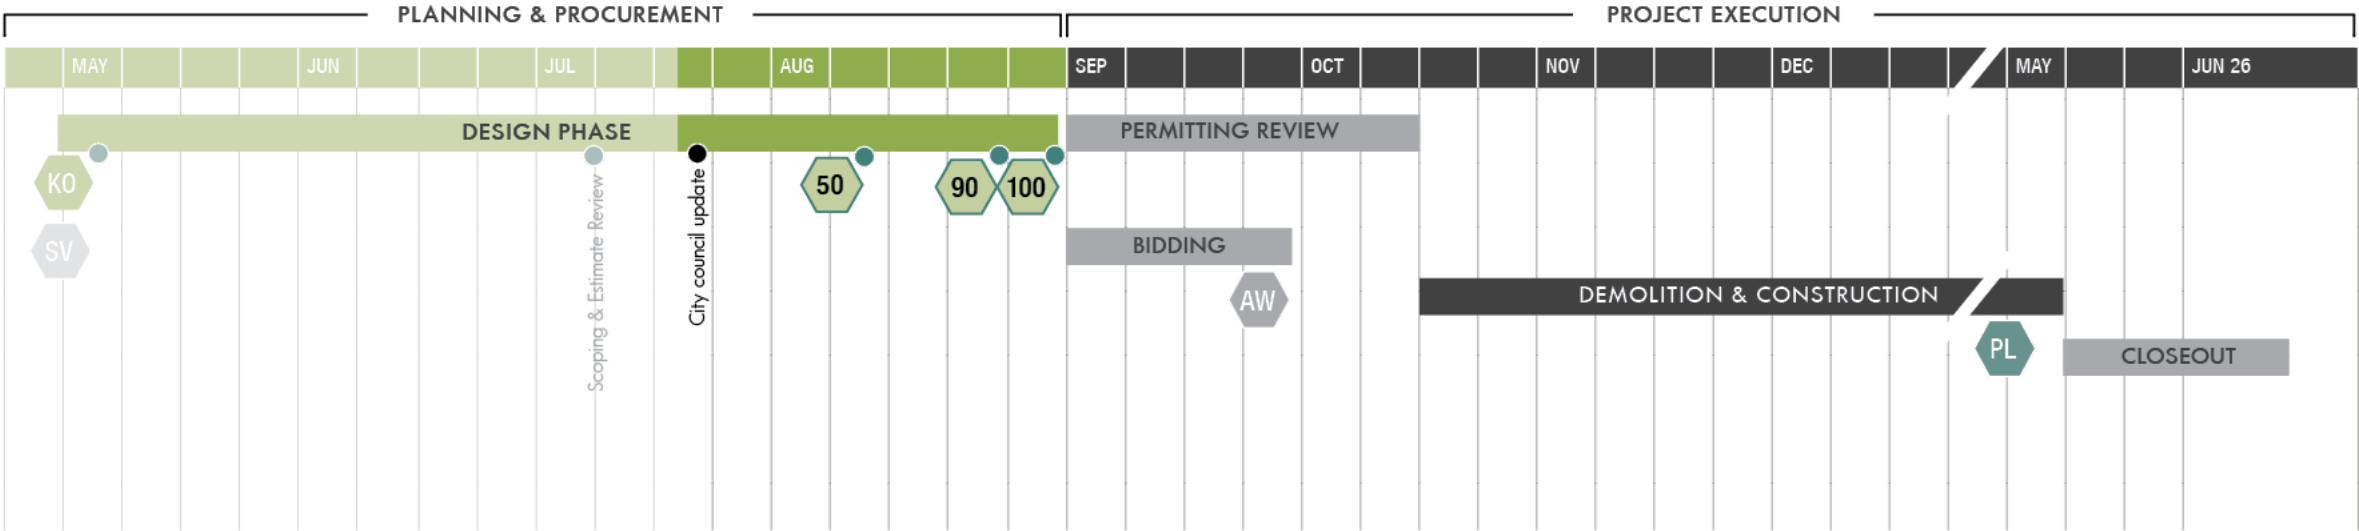 PLANNING & PROCUREMENT
PROJECT EXECUTION
MAY
JUN
JUL
AUG
SEP
OCT
NOV
DEC
MAY
JUN 26
DESIGN PHASE
PERMITTING REVIEW
KO
50
90
100
SV
Scoping & Estimate Review
City council update
BIDDING
AW
DEMOLITION & CONSTRUCTION
PL
CLOSEOUT